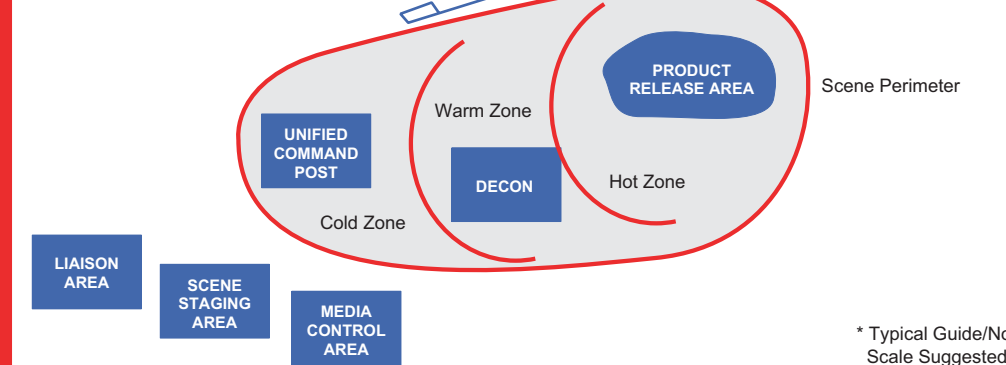 PRODUCT
RELEASE AREA
Scene Perimeter
Warm Zone
UNIFIED
COMMAND
POST
DECON
Hot Zone
Cold Zone
LIAISON
AREA
SCENE
STAGING
AREA
MEDIA
CONTROL
AREA
* Typical Guide/No
Scale Suggested